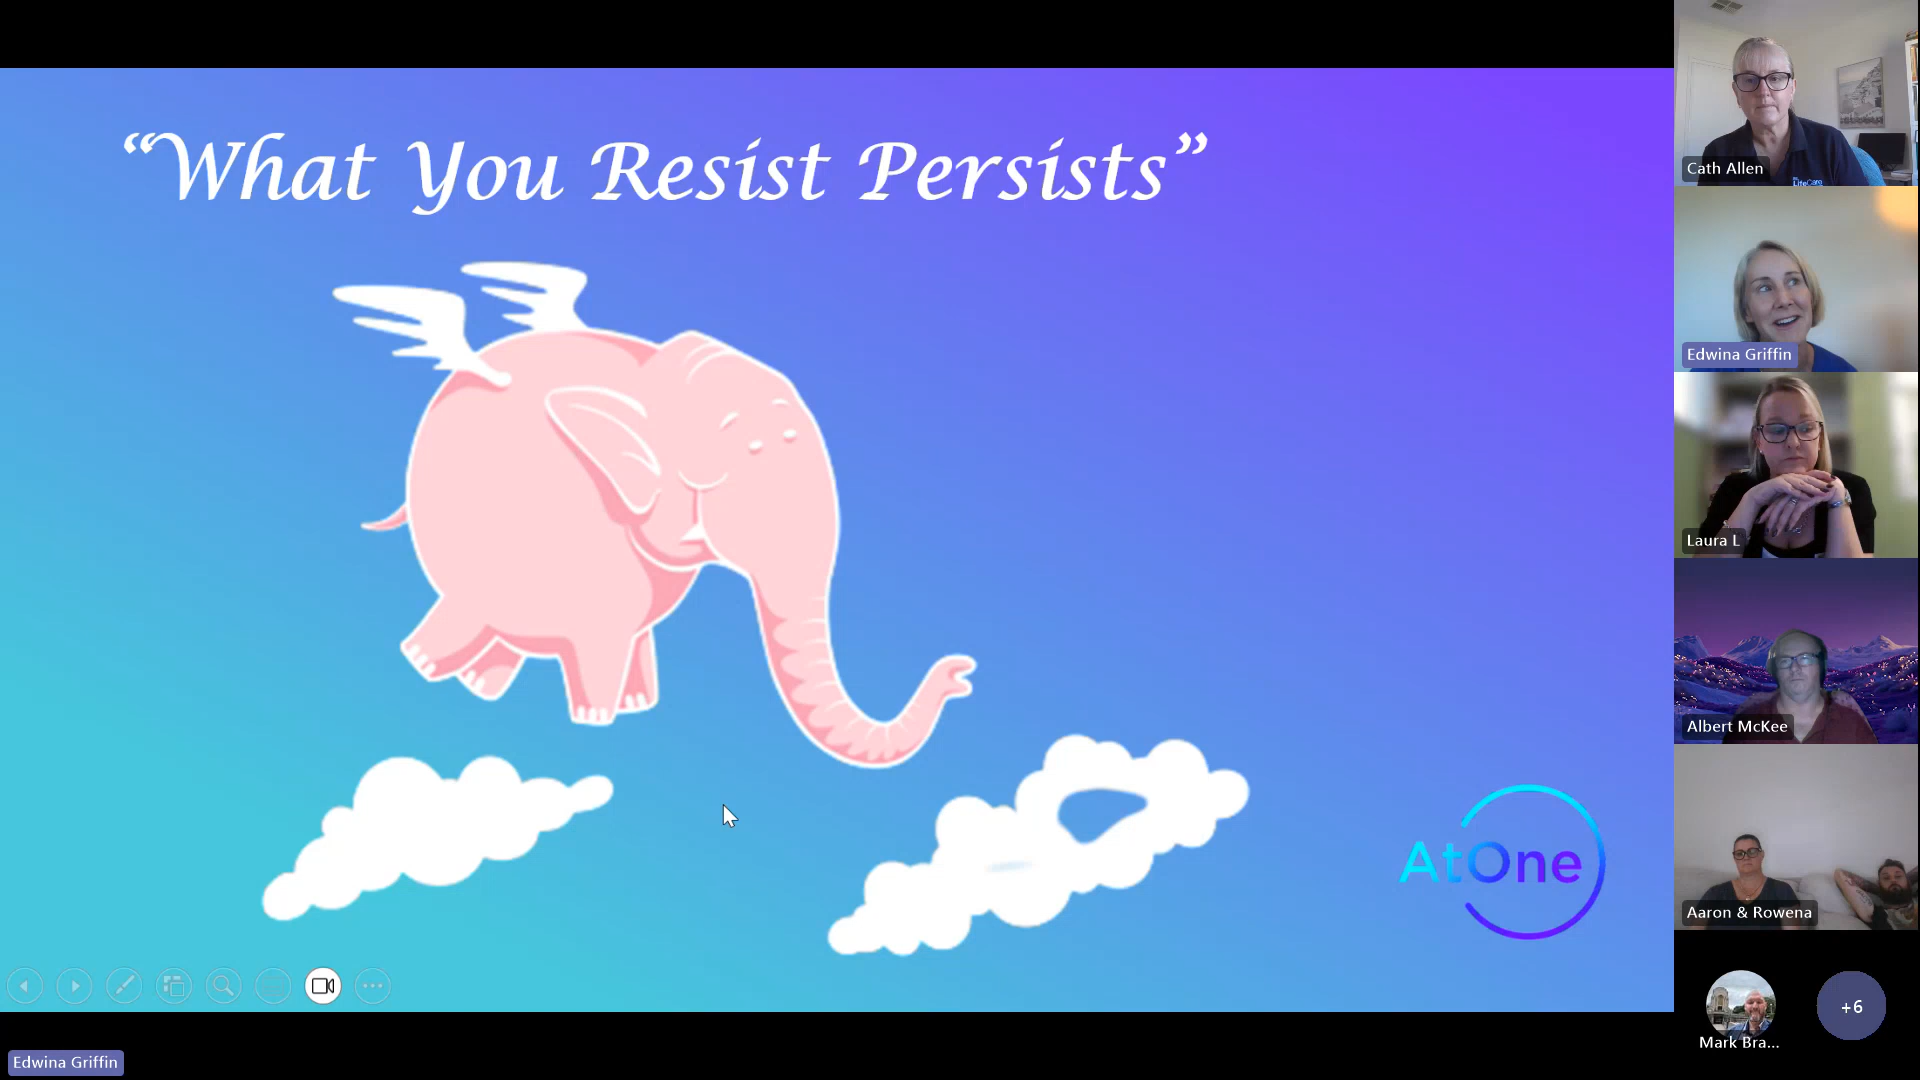 “What You Resist Persists”
AtOne
Edwina Griffin
Cath Allen
LifeCare
Edwina Griffin
Laura L
Albert McKee
Aaron & Rowena
Mark Bra...
+6